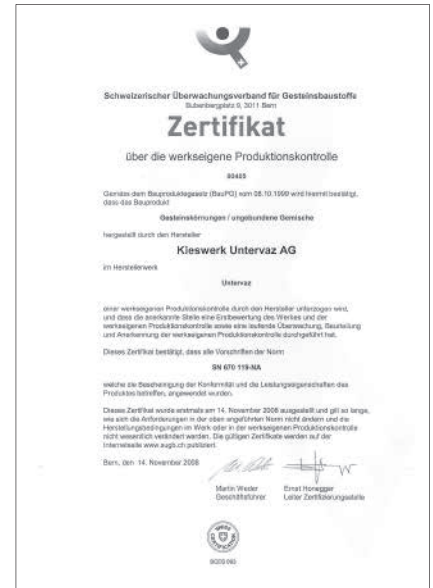 Schweizerischer Überwachungsverband für Gesteinsbaustoffe
Bubenbergplatz 9, 3011 Bern
Zertifikat
über die werkseigene Produktionskontrolle
Gemäss dem Bauproduktegesetz (BauPG) vom 08.10.1999 wird hiermit bestätigt,
dass das Bauprodukt
Gesteinskörnungen / ungebundene Gemische
hergestellt durch den Hersteller
Kieswerk Untervaz AG
im Herstellerwerk
Untervaz
einer werkseigenen Produktionskontrolle durch den Hersteller unterzogen wird,
und dass die anerkannte Stelle eine Erstbewertung des Werkes und der
werkseigenen Produktionskontrolle sowie eine laufende Überwachung, Beurteilung
und Anerkennung der werkseigenen Produktionskontrolle durchgeführt hat.
Dieses Zertifikat bestätigt, dass alle Vorschriften der Norm
SN 670 119-NA
welche die Bescheinigung der Konformität und die Leistungseigenschaften des
Produktes betreffen, angewendet wurden.
Dieses Zertifikat wurde erstmals am 14. November 2008 ausgestellt und gilt so lange,
wie sich die Anforderungen in der oben angeführten Norm nicht ändern und die
Herstellungsbedingungen im Werk oder in der werkseigenen Produktionskontrolle
nicht wesentlich verändert werden. Die gültigen Zertifikate werden auf der
Internetseite www.sugb.ch publiziert.
Bern, den 14. November 2008
Martin Weder
Geschäftsführer
Ernst Honegger
Leiter Zertifizierungsstelle